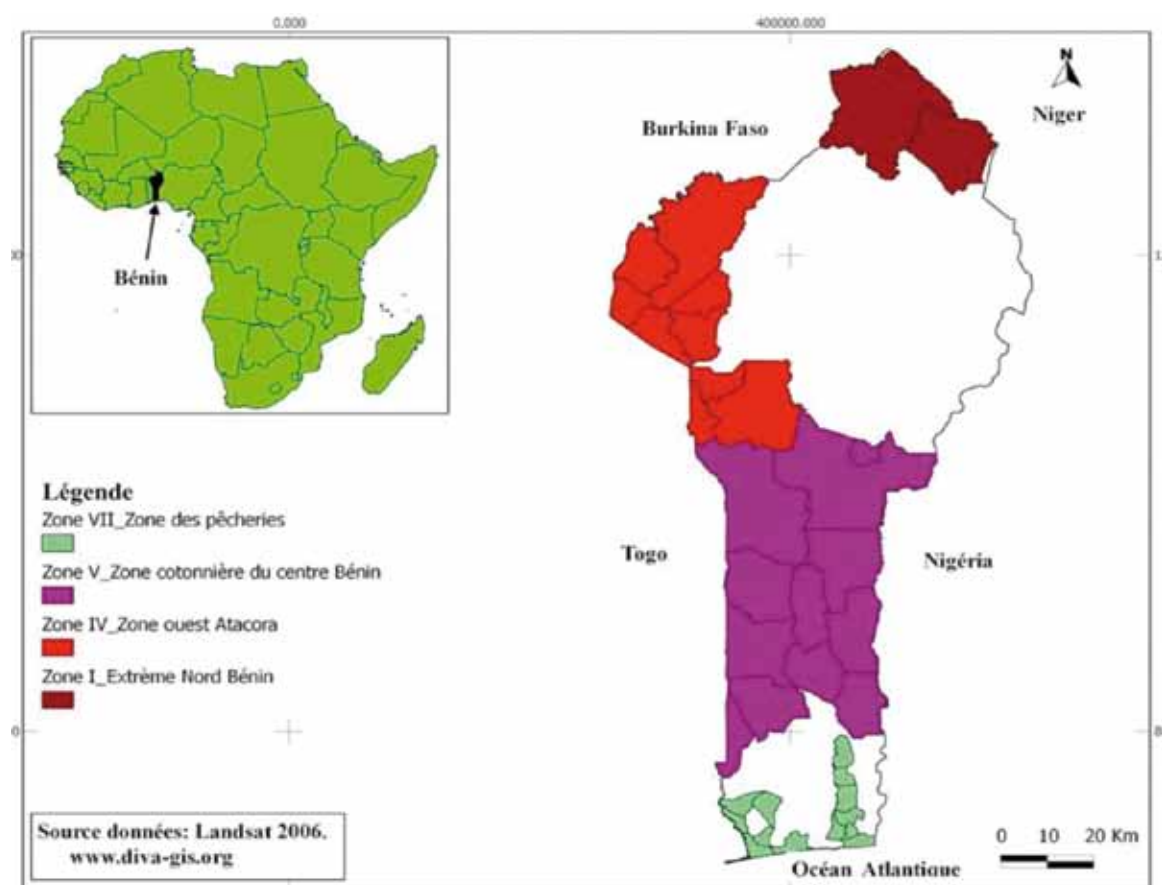 0.000
400000.000
N
Niger
Burkina Faso
Bénin
Légende
Zone VII_Zone des pêcheries
Zone V_Zone cotonnière du centre Bénin
Zone IV_Zone ouest Atacora
Zone I_Extrème Nord Bénin
Togo
Nigéria
Source données: Landsat 2006.
www.diva-gis.org
0 10 20 Km
Océan Atlantique